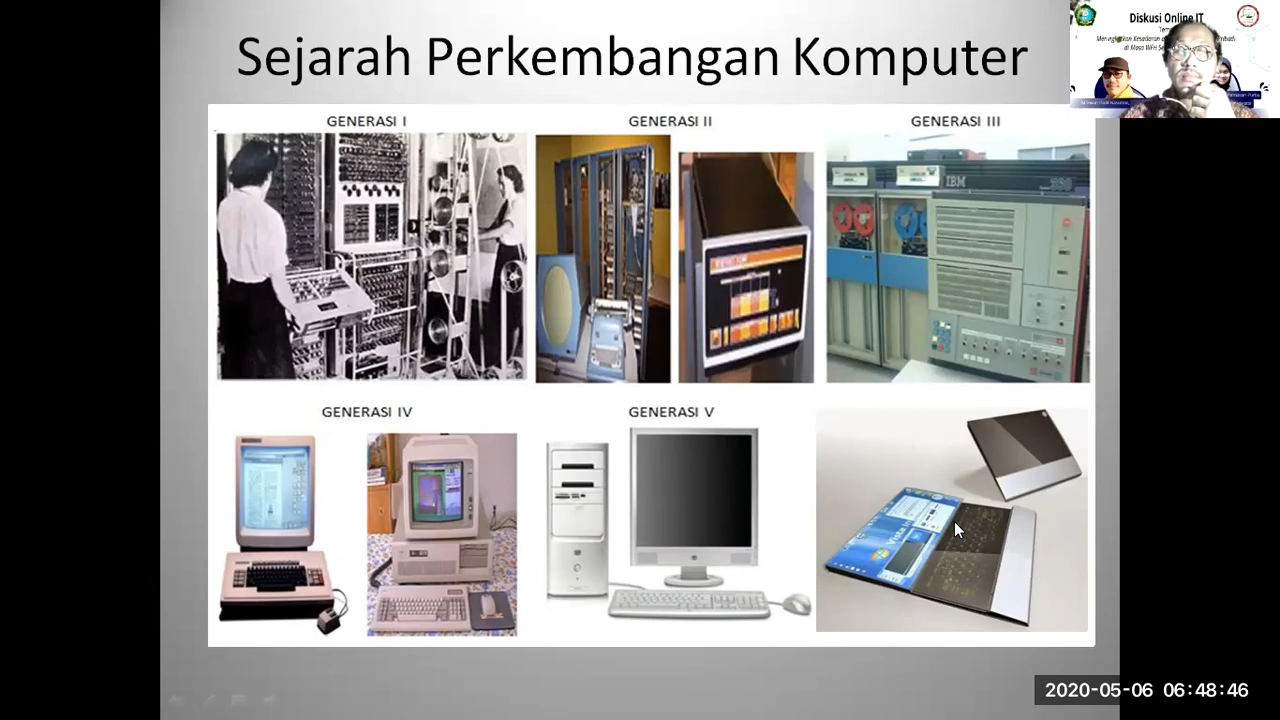 Sejarah Perkembangan Komputer
Diskusi Online IT
GENERASI I
GENERASI II
GENERASI III
IBM
GENERASI IV
GENERASI V
2020-05-06 06:48:46